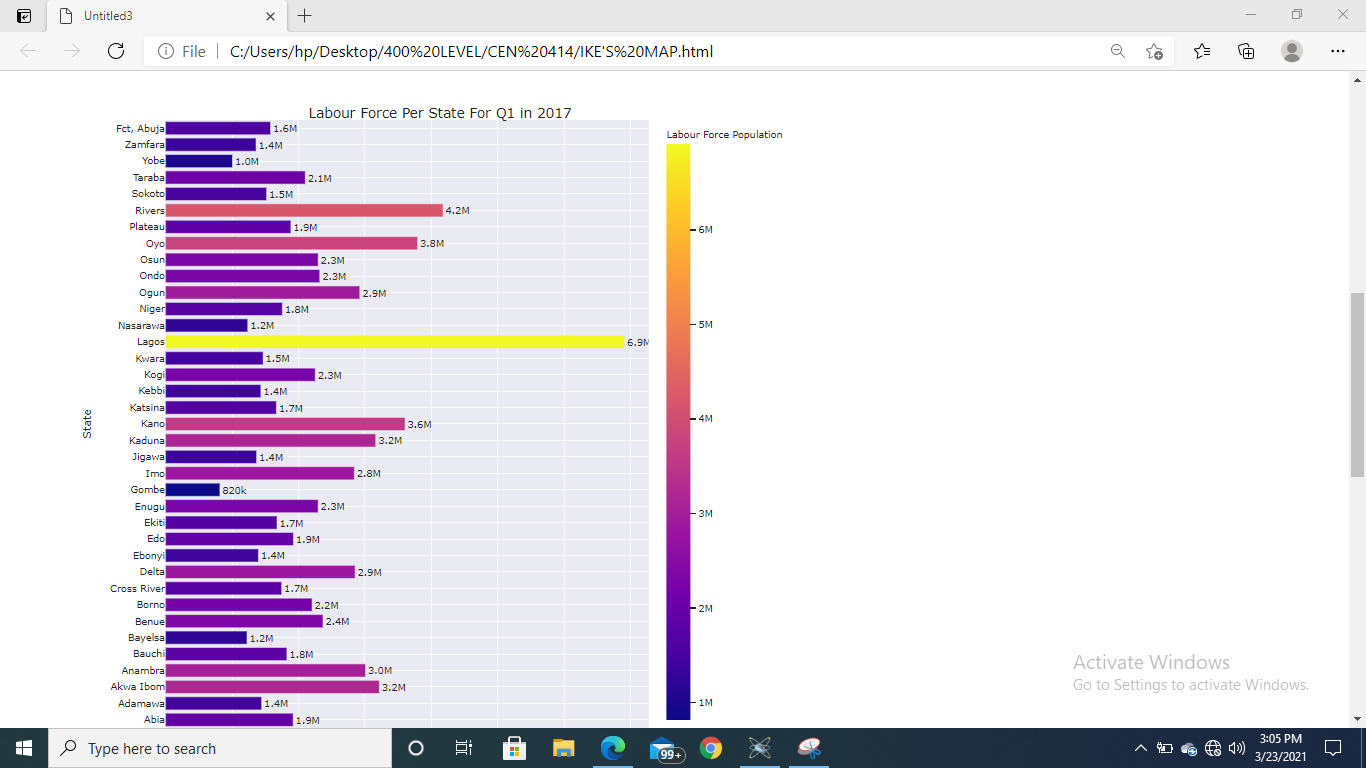 Untitled3
File
C:/Users/hp/Desktop/400%20LEVEL/CEN%20414/IKE'S%20MAP.html
Labour Force Per State For Q1 in 2017
Fct, Abuja 1.6M
Zamfara 1.4M
Yobe 1.0M
Taraba 2.1M
Sokoto 1.5M
Rivers 4.2M
Plateau 1.9M
Oyo 3.8M
Osun 2.3M
Ondo 2.3M
Ogun 2.9M
Niger 1.8M
Nasarawa 1.2M
Lagos 6.9M
Kwara 1.5M
Kogi 2.3M
Kebbi 1.4M
Katsina 1.7M
Kano 3.6M
Kaduna 3.2M
Jigawa 1.4M
Imo 2.8M
Gombe 820k
Enugu 2.3M
Ekiti 1.7M
Edo 1.9M
Ebonyi 1.4M
Delta 2.9M
Cross River 1.7M
Borno 2.2M
Benue 2.4M
Bayelsa 1.2M
Bauchi 1.8M
Anambra 3.0M
Akwa Ibom 3.2M
Adamawa 1.4M
Abia 1.9M
State
Labour Force Population
6M
5M
4M
3M
2M
1M
Activate Windows
Go to Settings to activate Windows.
Type here to search
99+
3:05 PM
3/23/2021